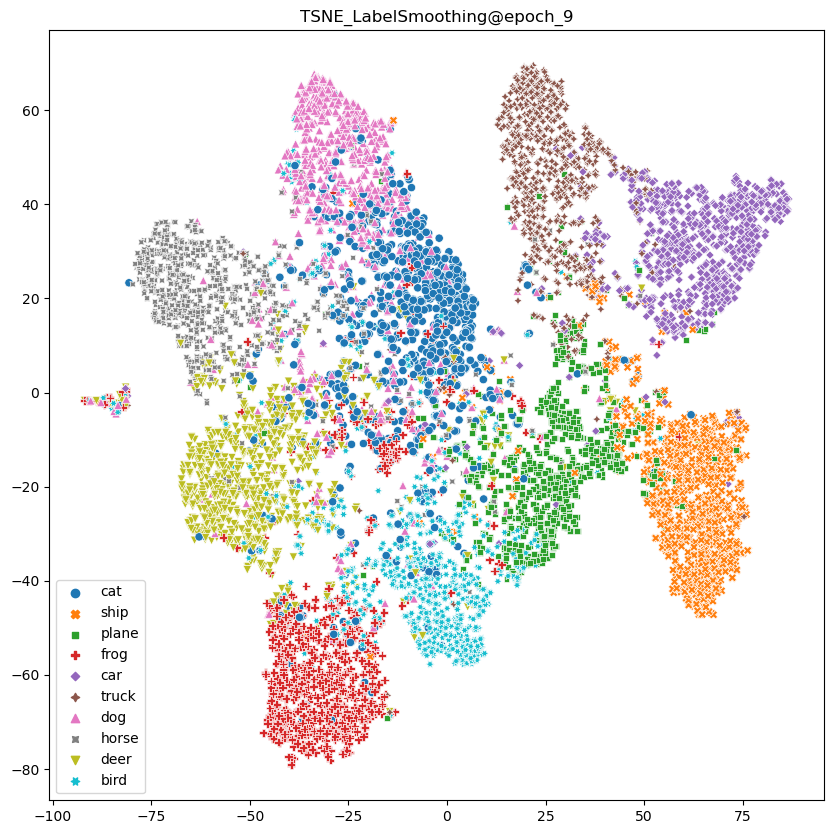 TSNE_LabelSmoothing@epoch_9
60
40
20
0
−20
−40
−60
−80
cat
ship
plane
frog
car
truck
dog
horse
deer
bird
−100 −75 −50 −25 0 25 50 75